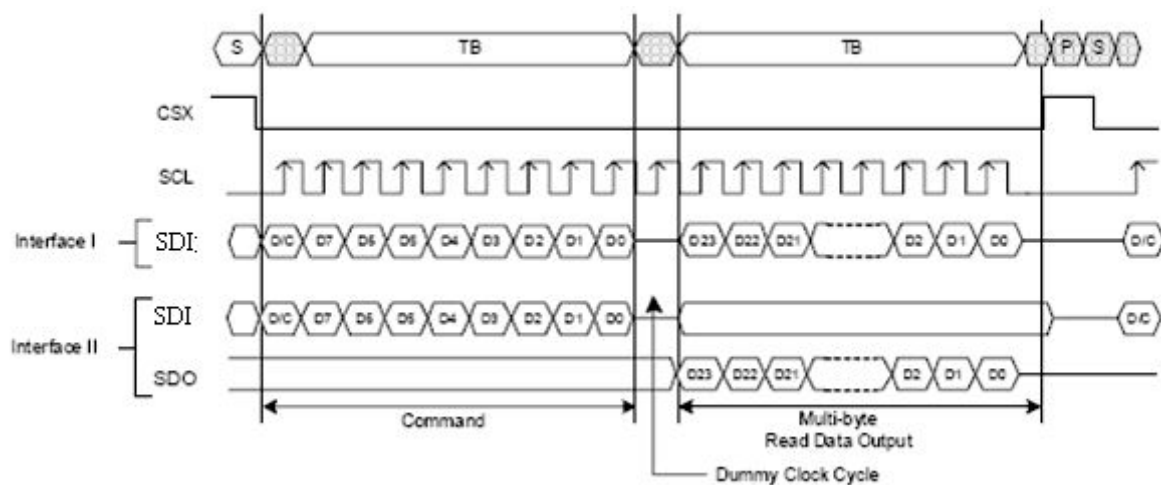 S TB TB P S
CSX
SCL
Interface I SDI D/C D7 D5 D5 D4 D3 D2 D1 D0 D23 D22 D21 D2 D1 D0 D/C
SDI D/C D7 D5 D5 D4 D3 D2 D1 D0 D/C
Interface II
SDO D23 D22 D21 D2 D1 D0
Command
Multi-byte
Read Data Output
Dummy Clock Cycle